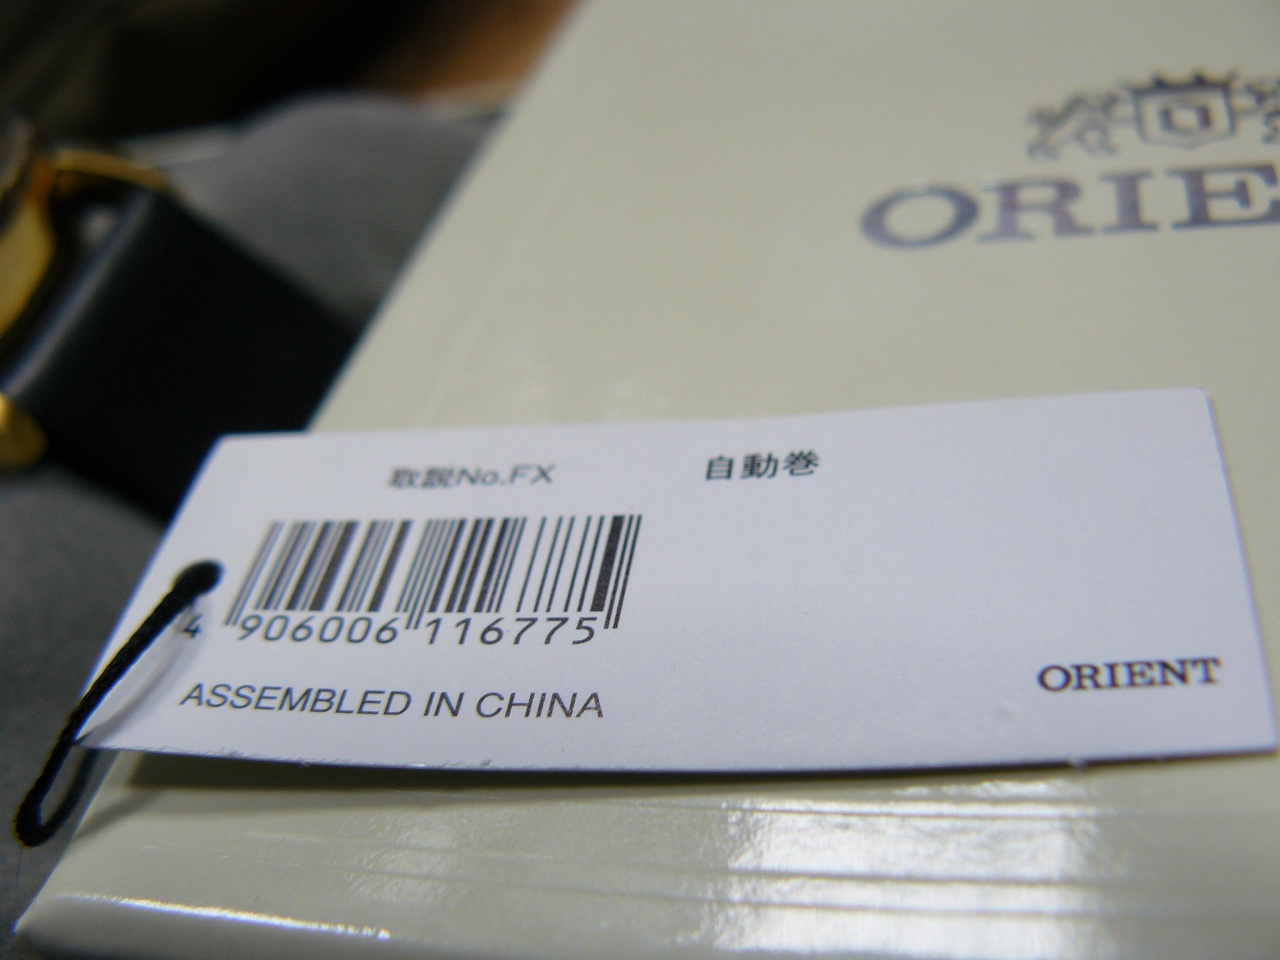 ORIE
取説No.FX 自動巻
4 906006 116775
ASSEMBLED IN CHINA
ORIENT